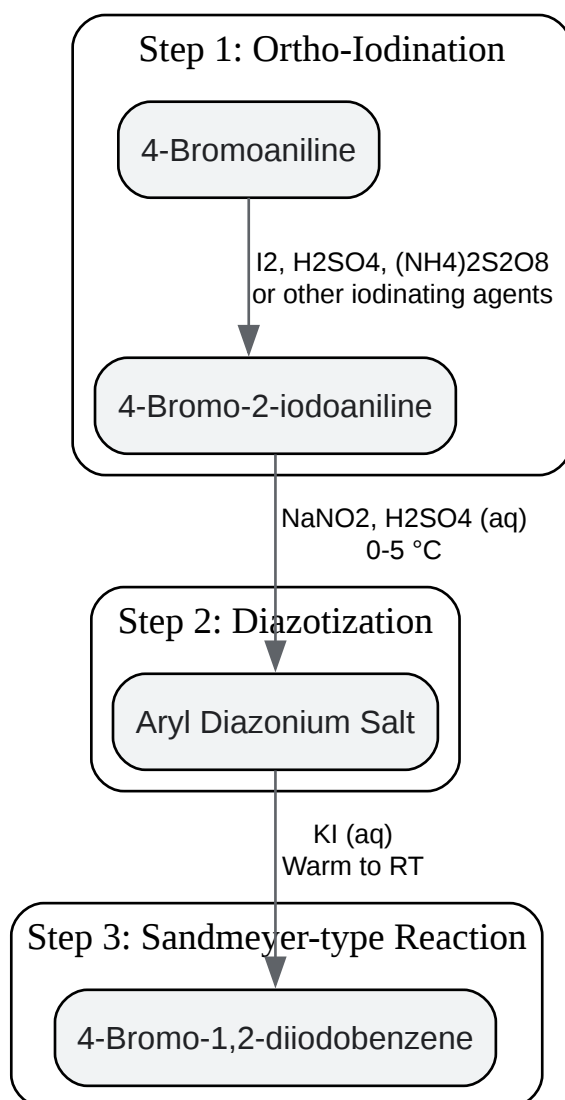 Step 1: Ortho-Iodination
4-Bromoaniline
I2, H2SO4, (NH4)2S2O8
or other iodinating agents
4-Bromo-2-iodoaniline
NaNO2, H2SO4 (aq)
0-5 °C
Step 2: Diazotization
Aryl Diazonium Salt
KI (aq)
Warm to RT
Step 3: Sandmeyer-type Reaction
4-Bromo-1,2-diiodobenzene